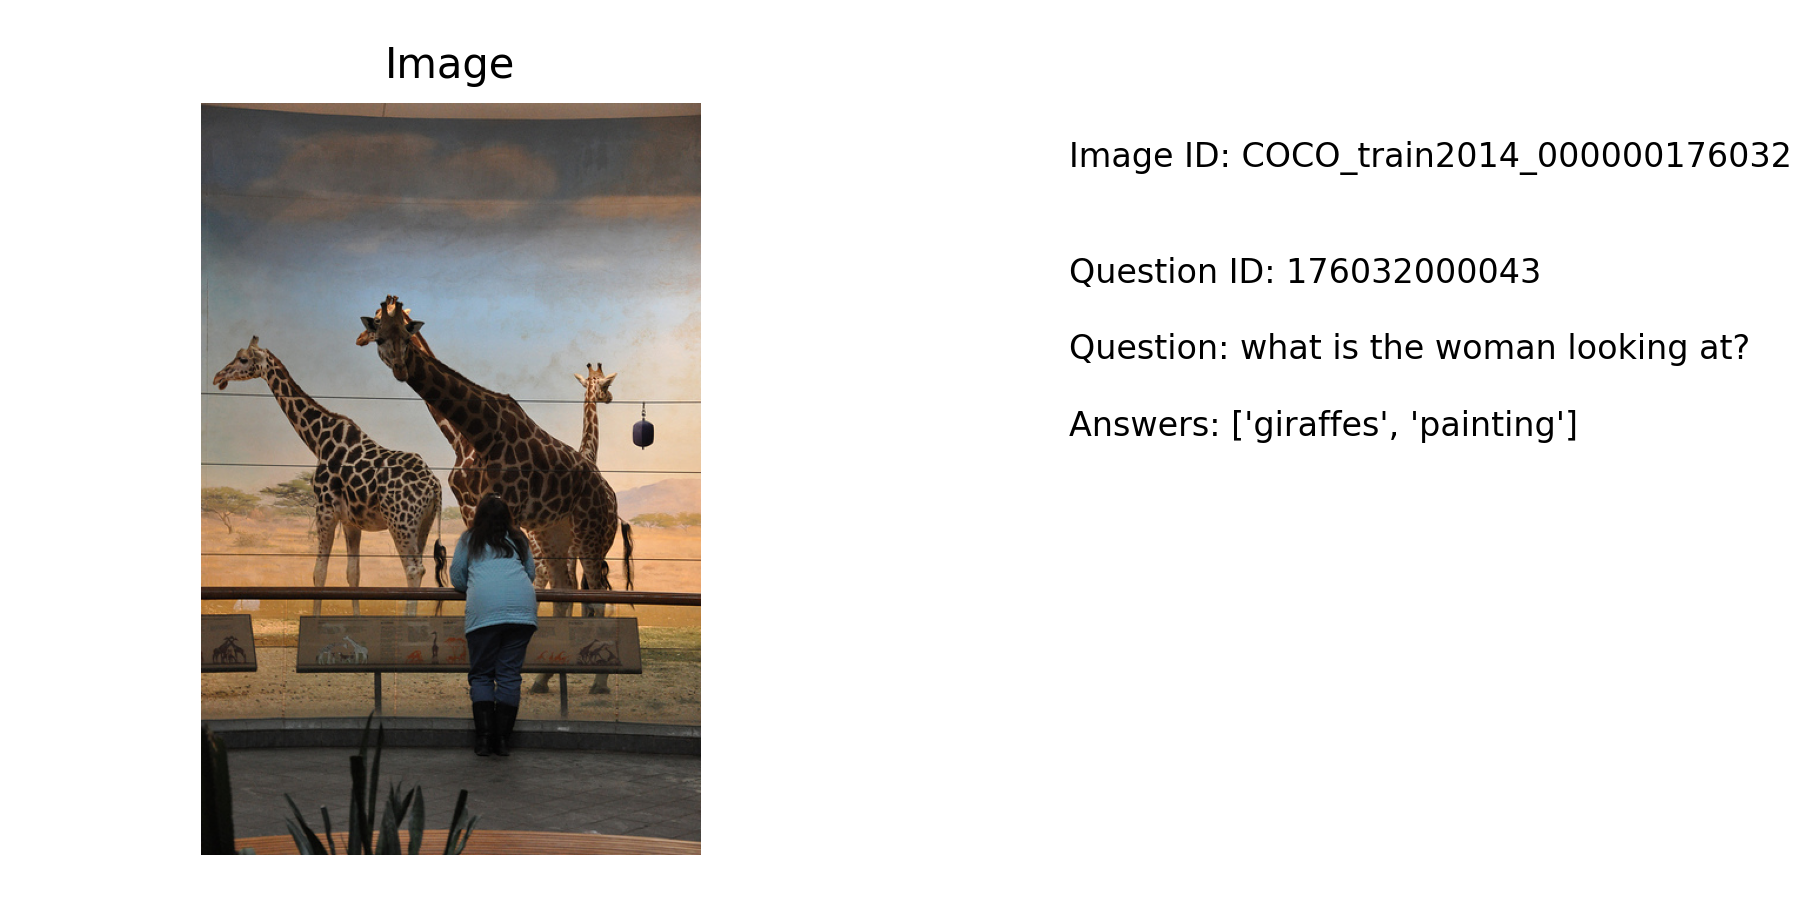 Image
Image ID: COCO_train2014_000000176032
Question ID: 176032000043
Question: what is the woman looking at?
Answers: ['giraffes', 'painting']